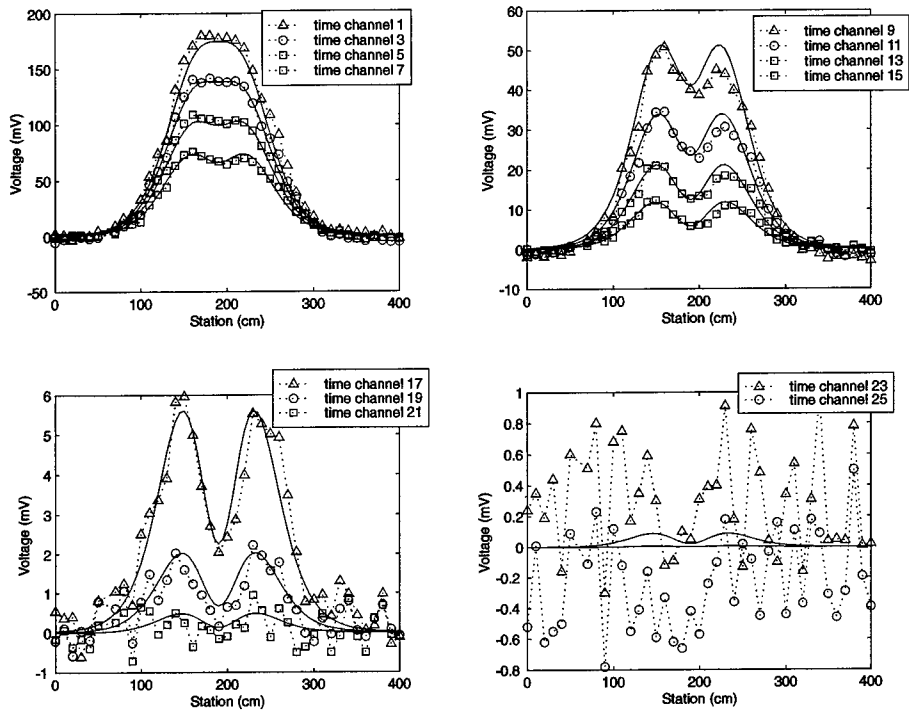 200
150
100
50
0
-50
0 100 200 300 400
Station (cm)
Voltage (mV)
time channel 1
time channel 3
time channel 5
time channel 7
60
50
40
30
20
10
0
-10
0 100 200 300 400
Station (cm)
Voltage (mV)
time channel 9
time channel 11
time channel 13
time channel 15
6
5
4
3
2
1
0
-1
0 100 200 300 400
Station (cm)
Voltage (mV)
time channel 17
time channel 19
time channel 21
1
0.8
0.6
0.4
0.2
0
-0.2
-0.4
-0.6
-0.8
0 100 200 300 400
Station (cm)
Voltage (mV)
time channel 23
time channel 25